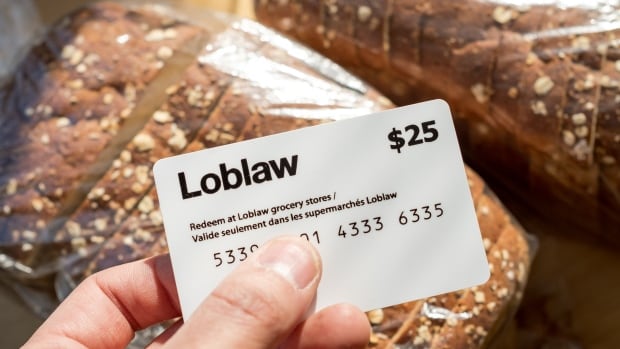 Loblaw
$25
Redeem at Loblaw grocery stores /
Valide seulement dans les supermarchés Loblaw
4333 6335